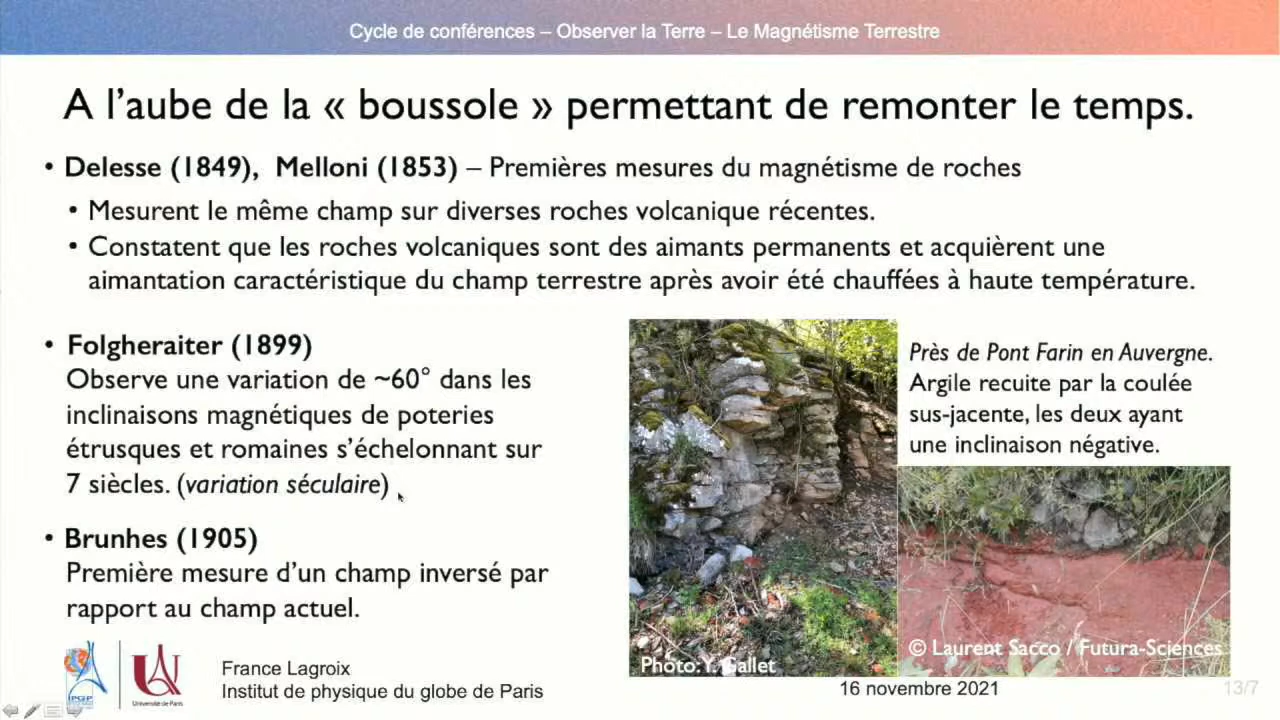 Cycle de conférences – Observer la Terre – Le Magnétisme Terrestre
A l’aube de la « boussole » permettant de remonter le temps.
• Delesse (1849), Melloni (1853) – Premières mesures du magnétisme de roches
• Mesurent le même champ sur diverses roches volcanique récentes.
• Constatent que les roches volcaniques sont des aimants permanents et acquièrent une
aimantation caractéristique du champ terrestre après avoir été chauffées à haute température.
• Folgheraiter (1899)
Observe une variation de ~60° dans les
inclinaisons magnétiques de poteries
étrusques et romaines s’échelonnant sur
7 siècles. (variation séculaire)
• Brunhes (1905)
Première mesure d’un champ inversé par
rapport au champ actuel.
Près de Pont Farin en Auvergne.
Argile recuite par la coulée
sus-jacente, les deux ayant
une inclinaison négative.
© Laurent Sacco / Futura-Sciences
Photo: Y. Gallet
IPGP
Université de Paris
France Lagroix
Institut de physique du globe de Paris
16 novembre 2021
13/7